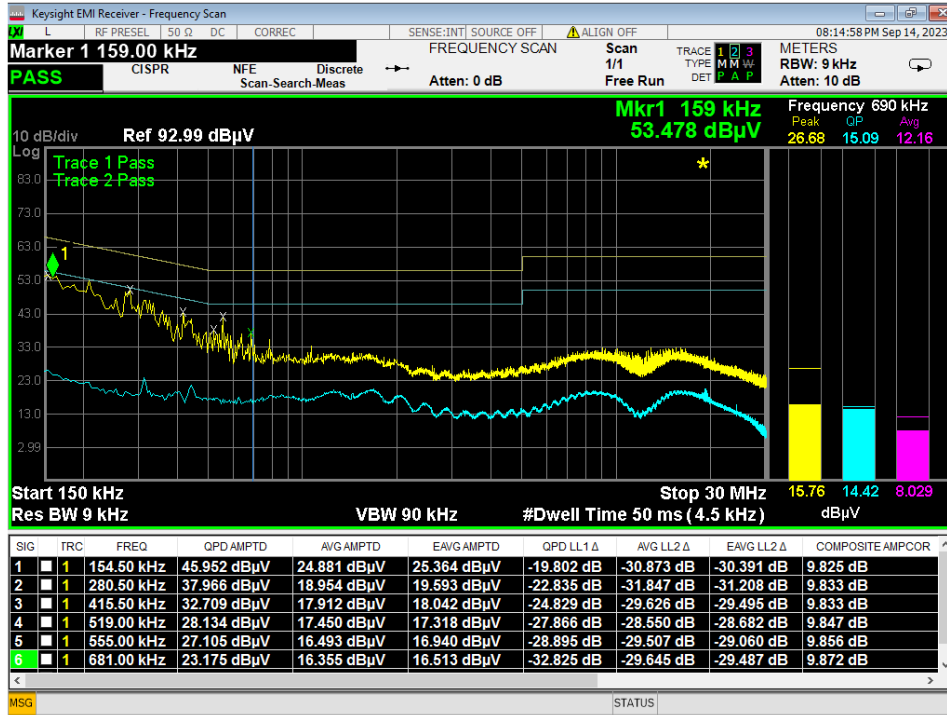 Keysight EMI Receiver - Frequency Scan
LXI L RF PRESEL 50 Ω DC CORREC SENSE:INT SOURCE OFF ALIGN OFF 08:14:58 PM Sep 14, 2023
Marker 1 159.00 kHz FREQUENCY SCAN Scan TRACE 1 2 3 METERS
1/1 TYPE M M W RBW: 9 kHz
PASS CISPR NFE Discrete Atten: 0 dB Free Run DET P A P Atten: 10 dB
Scan-Search-Meas
Mkr1 159 kHz Frequency 690 kHz
53.478 dBµV Peak QP Avg
10 dB/div Ref 92.99 dBµV 26.68 15.09 12.16
Log
Trace 1 Pass
83.0 Trace 2 Pass
73.0
63.0
1
53.0
43.0
33.0
23.0
13.0
2.99
Start 150 kHz Stop 30 MHz 15.76 14.42 8.029
Res BW 9 kHz VBW 90 kHz #Dwell Time 50 ms (4.5 kHz) dBµV
SIG TRC FREQ QPD AMPTD AVG AMPTD EAVG AMPTD QPD LL1 Δ AVG LL2 Δ EAVG LL2 Δ COMPOSITE AMPCOR
1 1 154.50 kHz 45.952 dBµV 24.881 dBµV 25.364 dBµV -19.802 dB -30.873 dB -30.391 dB 9.825 dB
2 1 280.50 kHz 37.966 dBµV 18.954 dBµV 19.593 dBµV -22.835 dB -31.847 dB -31.208 dB 9.833 dB
3 1 415.50 kHz 32.709 dBµV 17.912 dBµV 18.042 dBµV -24.829 dB -29.626 dB -29.495 dB 9.833 dB
4 1 519.00 kHz 28.134 dBµV 17.450 dBµV 17.318 dBµV -27.866 dB -28.550 dB -28.682 dB 9.847 dB
5 1 555.00 kHz 27.105 dBµV 16.493 dBµV 16.940 dBµV -28.895 dB -29.507 dB -29.060 dB 9.856 dB
6 1 681.00 kHz 23.175 dBµV 16.355 dBµV 16.513 dBµV -32.825 dB -29.645 dB -29.487 dB 9.872 dB
MSG STATUS